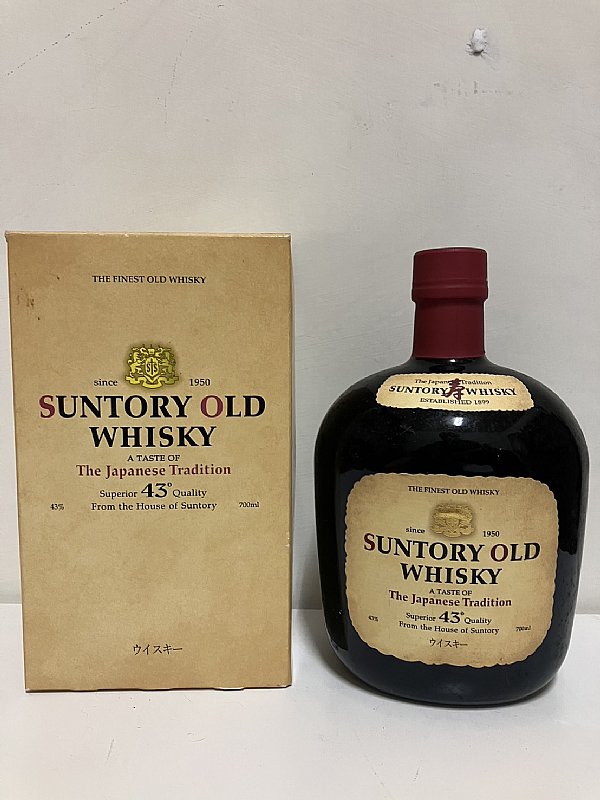 THE FINEST OLD WHISKY
STS
since 1950
SUNTORY OLD
WHISKY
A TASTE OF
The Japanese Tradition
Superior 43° Quality
43% From the House of Suntory 700ml
ウイスキー
The Japanese Tradition
SUNTORY 寿 WHISKY
ESTABLISHED 1899
THE FINEST OLD WHISKY
since 1950
SUNTORY OLD
WHISKY
A TASTE OF
The Japanese Tradition
Superior 43° Quality
43% From the House of Suntory 700ml
ウイスキー